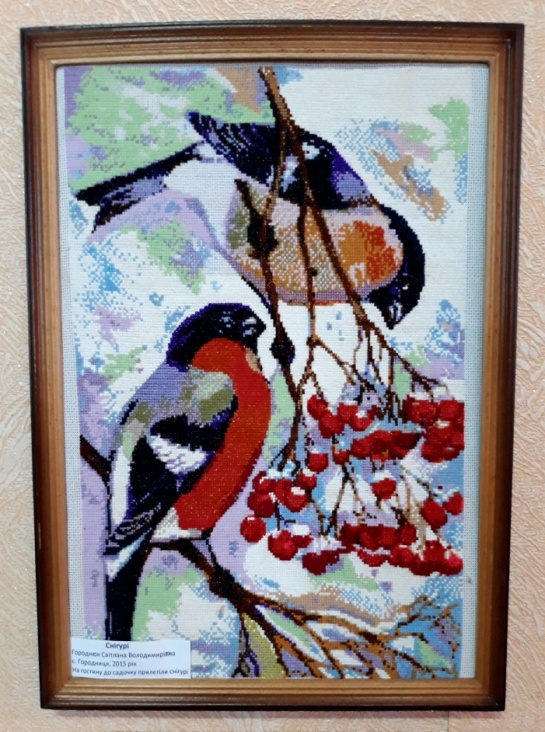 Снігурі
Городнюк Світлана Володимирівна
с. Городниця, 2015 рік
На гостину до садочку прилетіли снігурі